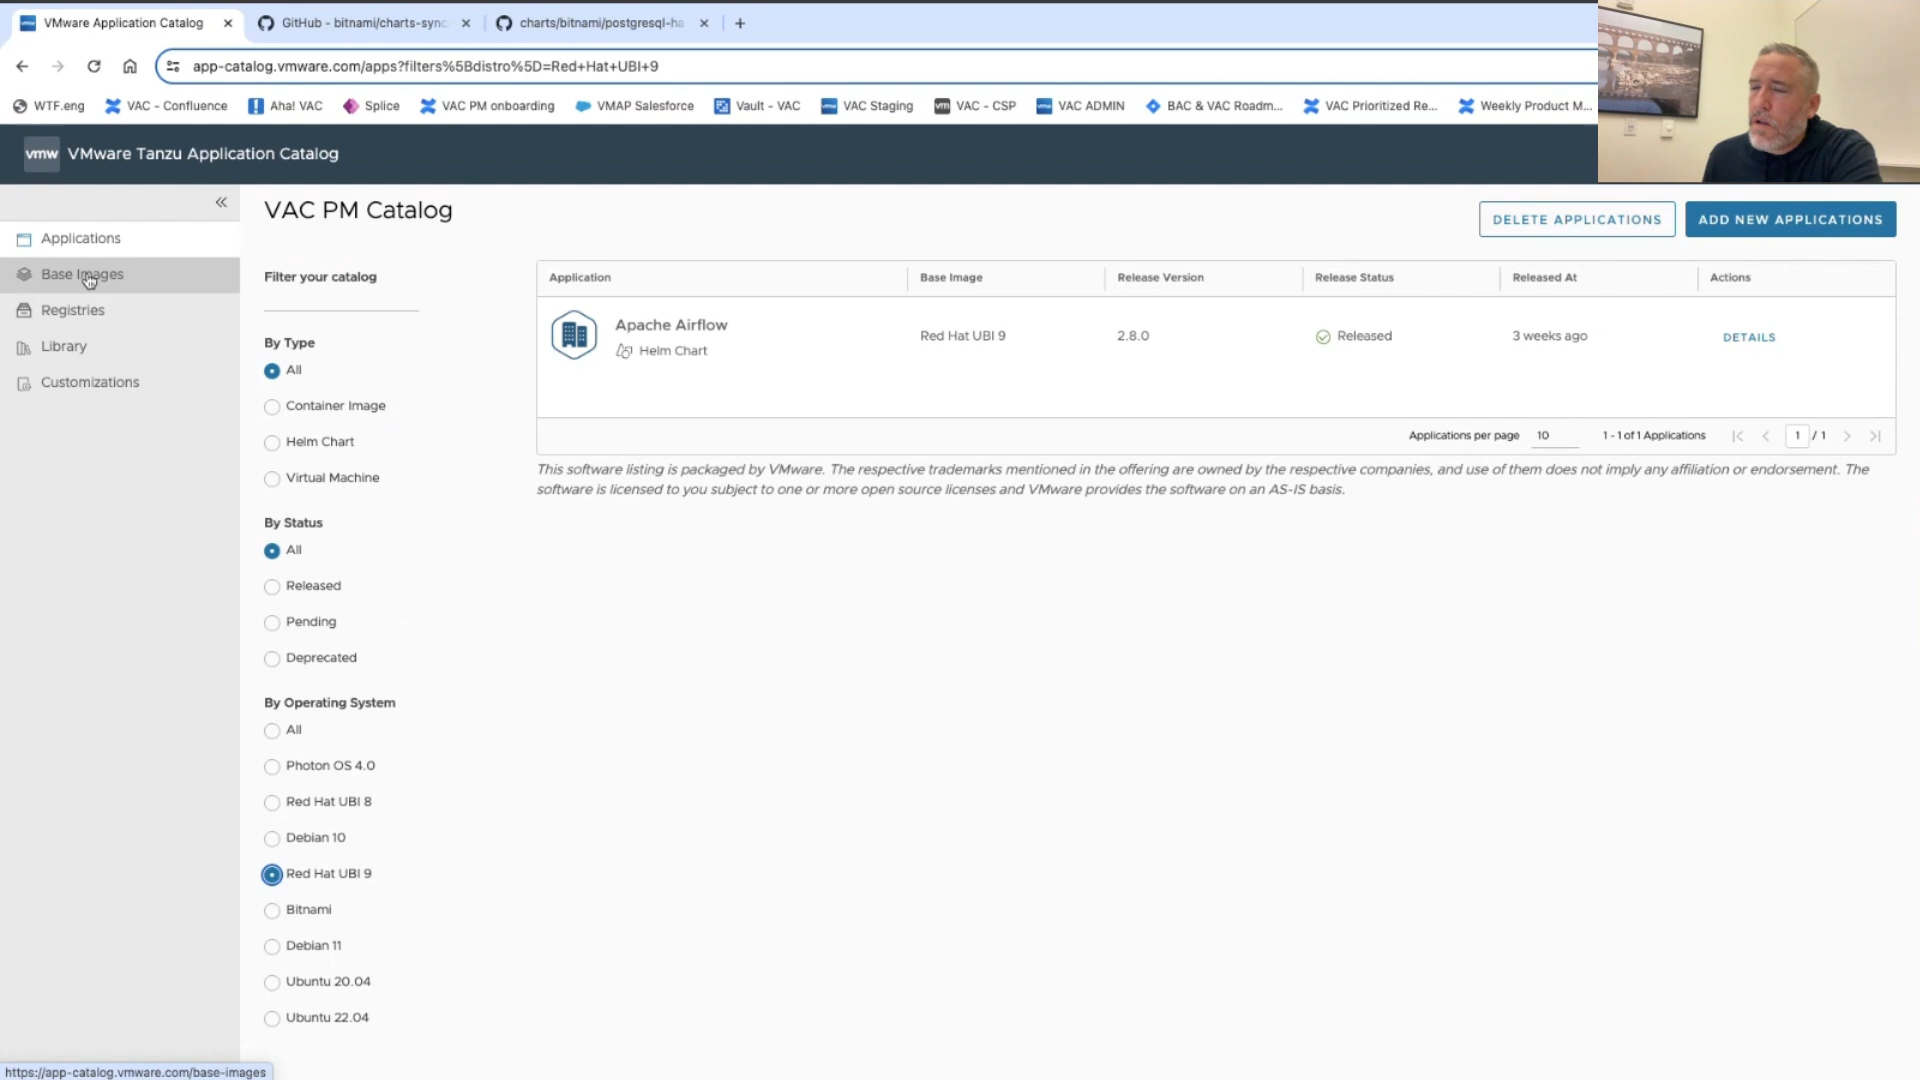 VMware Application Catalog
GitHub - bitnami/charts-sync
charts/bitnami/postgresql-ha
app-catalog.vmware.com/apps?filters%5Bdistro%5D=Red+Hat+UBI+9
WTF.eng
VAC - Confluence
Aha! VAC
Splice
VAC PM onboarding
VMAP Salesforce
Vault - VAC
VAC Staging
VAC - CSP
VAC ADMIN
BAC & VAC Roadm...
VAC Prioritized Re...
Weekly Product M...
vmw VMware Tanzu Application Catalog
Applications
Base Images
Registries
Library
Customizations
VAC PM Catalog
DELETE APPLICATIONS
ADD NEW APPLICATIONS
Filter your catalog
By Type
All
Container Image
Helm Chart
Virtual Machine
By Status
All
Released
Pending
Deprecated
By Operating System
All
Photon OS 4.0
Red Hat UBI 8
Debian 10
Red Hat UBI 9
Bitnami
Debian 11
Ubuntu 20.04
Ubuntu 22.04
Application Base Image Release Version Release Status Released At Actions
Apache Airflow
Helm Chart
Red Hat UBI 9 2.8.0 Released 3 weeks ago DETAILS
Applications per page 10 1 - 1 of 1 Applications 1 / 1
This software listing is packaged by VMware. The respective trademarks mentioned in the offering are owned by the respective companies, and use of them does not imply any affiliation or endorsement. The
software is licensed to you subject to one or more open source licenses and VMware provides the software on an AS-IS basis.
https://app-catalog.vmware.com/base-images